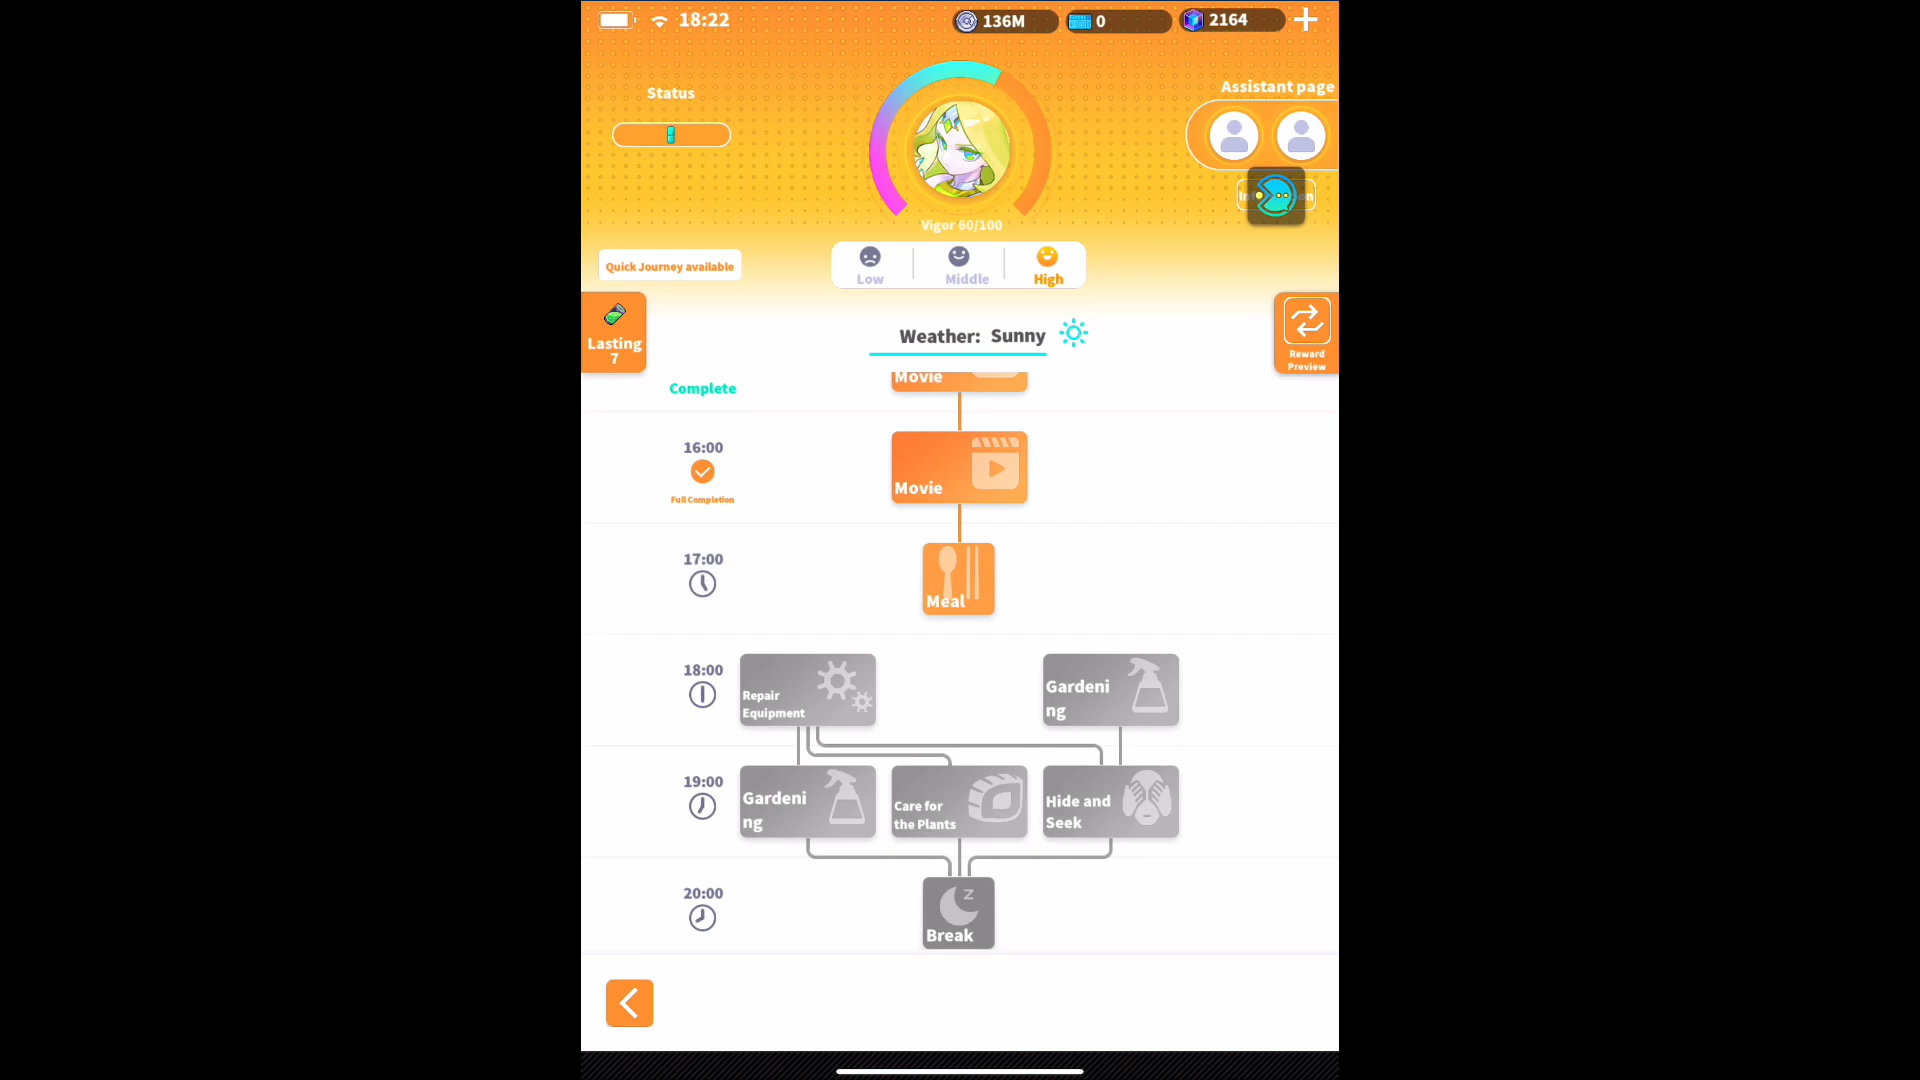 18:22
136M
0
2164
Status
Assistant page
Vigor 60/100
Quick Journey available
Low
Middle
High
Lasting
7
Weather: Sunny
Reward
Preview
Complete
Movie
16:00
Full Completion
Movie
17:00
Meal
18:00
Repair
Equipment
Gardeni
ng
19:00
Gardeni
ng
Care for
the Plants
Hide and
Seek
20:00
Break